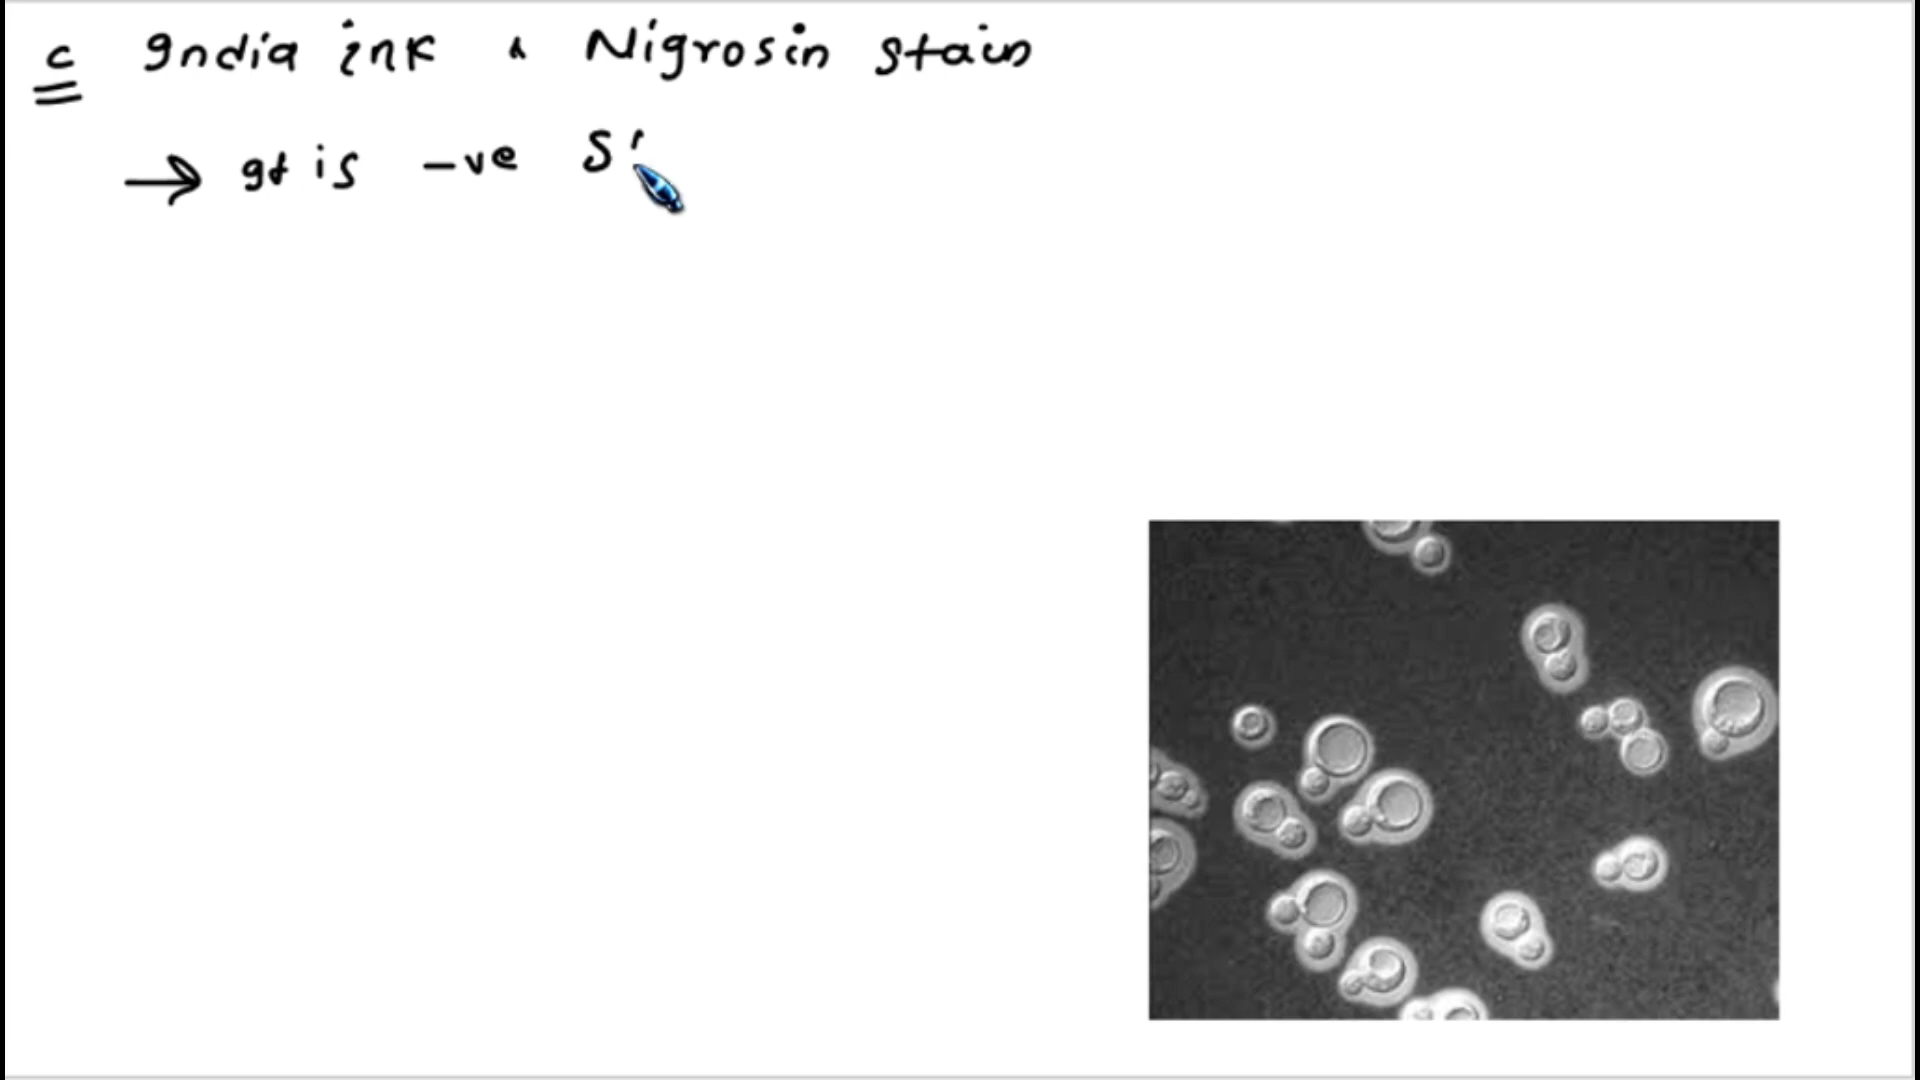 c India ink & Nigrosin stain
→ It is -ve S